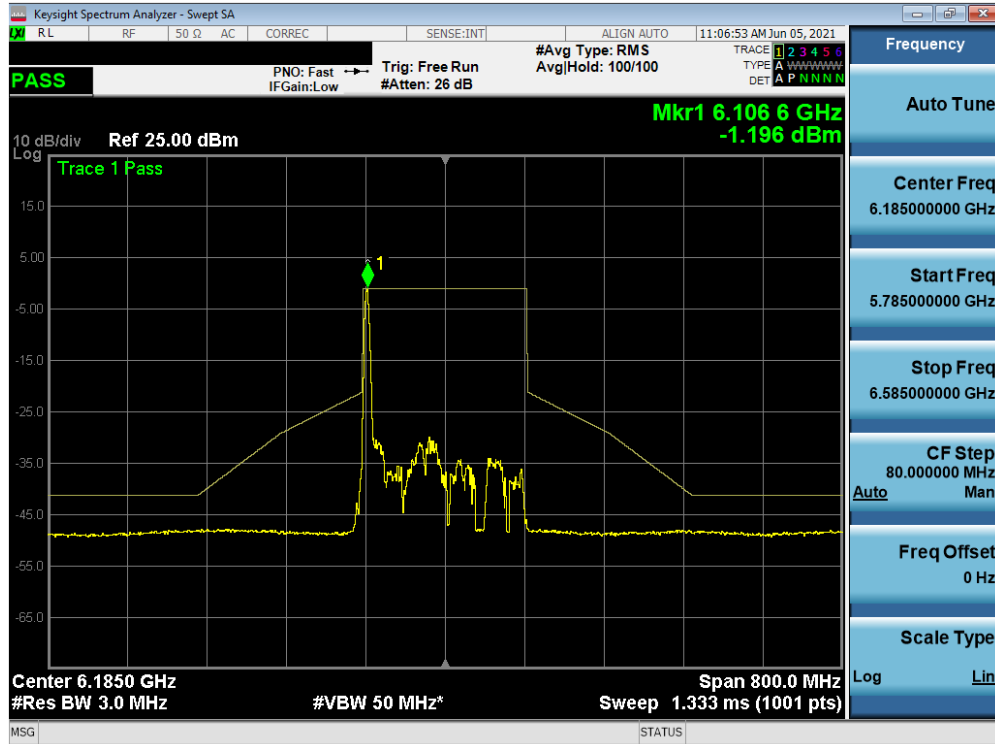 Keysight Spectrum Analyzer - Swept SA
LXI RL RF 50 Ω AC CORREC SENSE:INT ALIGN AUTO 11:06:53 AM Jun 05, 2021
PASS
PNO: Fast
IFGain:Low
Trig: Free Run
#Atten: 26 dB
#Avg Type: RMS
Avg|Hold: 100/100
TRACE 1 2 3 4 5 6
TYPE A WWWWW
DET A P N N N N
Mkr1 6.106 6 GHz
-1.196 dBm
10 dB/div Ref 25.00 dBm
Log
Trace 1 Pass
15.0
5.00
1
-5.00
-15.0
-25.0
-35.0
-45.0
-55.0
-65.0
Center 6.1850 GHz Span 800.0 MHz
#Res BW 3.0 MHz #VBW 50 MHz* Sweep 1.333 ms (1001 pts)
MSG STATUS
Frequency
Auto Tune
Center Freq
6.185000000 GHz
Start Freq
5.785000000 GHz
Stop Freq
6.585000000 GHz
CF Step
80.000000 MHz
Auto Man
Freq Offset
0 Hz
Scale Type
Log Lin